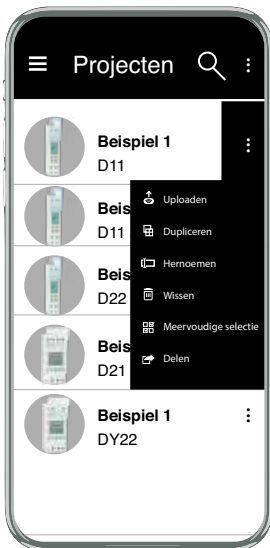 Projecten
Beispiel 1
D11
Beis
D11
Uploaden
Dupliceren
Beis
D22
Hernoemen
Wissen
Beis
D21
Meervoudige selectie
Delen
Beispiel 1
DY22